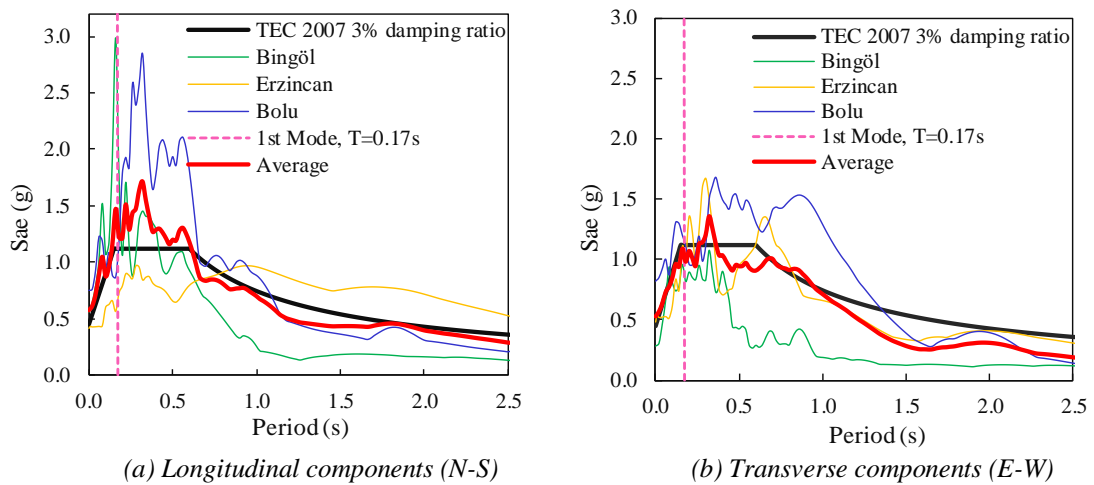 TEC 2007 3% damping ratio
Bingöl
Erzincan
Bolu
1st Mode, T=0.17s
Average
Sae (g)
3.0
2.5
2.0
1.5
1.0
0.5
0.0
0.0 0.5 1.0 1.5 2.0 2.5
Period (s)
(a) Longitudinal components (N-S)
(b)
TEC 2007 3% damping ratio
Bingöl
Erzincan
Bolu
1st Mode, T=0.17s
Average
Sae (g)
3.0
2.5
2.0
1.5
1.0
0.5
0.0
0.0 0.5 1.0 1.5 2.0 2.5
Period (s)
(b) Transverse components (E-W)